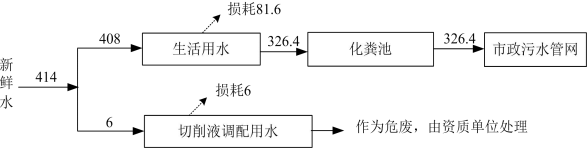 损耗81.6
408
生活用水
326.4
化粪池
326.4
市政污水管网
新鲜水
414
损耗6
6
切削液调配用水
作为危废，由资质单位处理